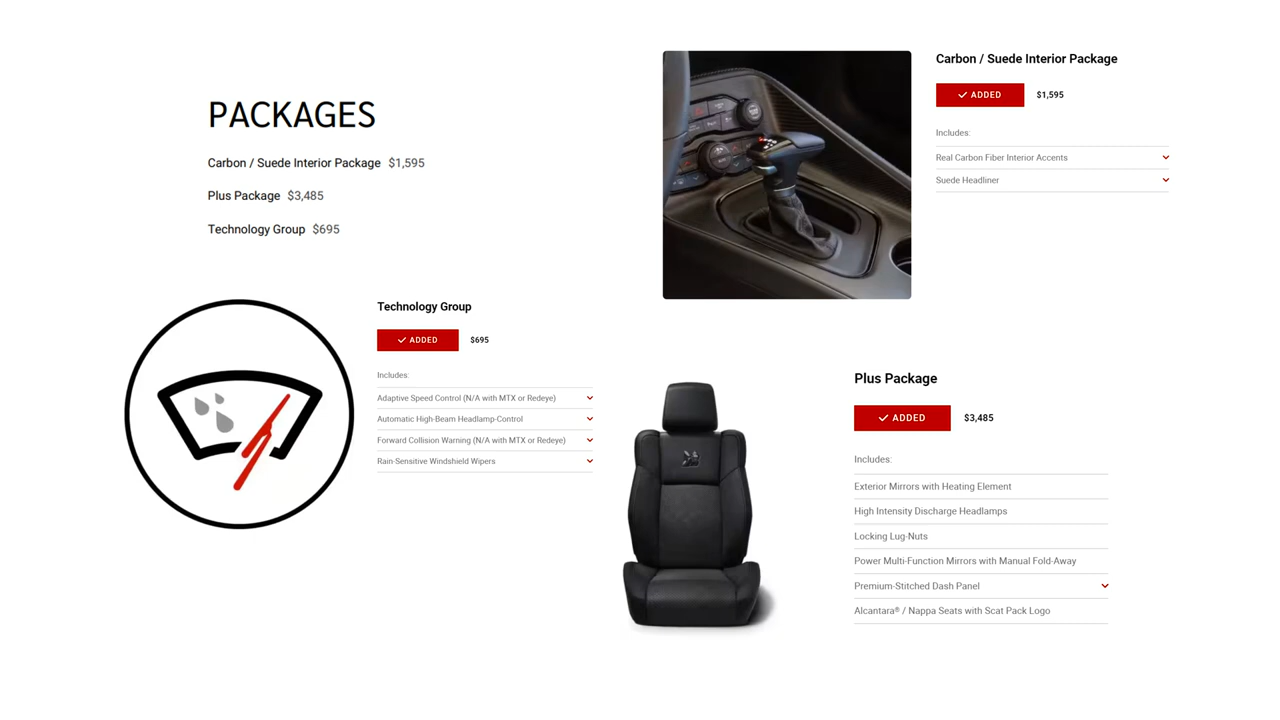 PACKAGES
Carbon / Suede Interior Package $1,595
Plus Package $3,485
Technology Group $695
Carbon / Suede Interior Package
ADDED $1,595
Includes:
Real Carbon Fiber Interior Accents
Suede Headliner
Technology Group
ADDED $695
Includes:
Adaptive Speed Control (N/A with MTX or Redeye)
Automatic High-Beam Headlamp-Control
Forward Collision Warning (N/A with MTX or Redeye)
Rain-Sensitive Windshield Wipers
Plus Package
ADDED $3,485
Includes:
Exterior Mirrors with Heating Element
High Intensity Discharge Headlamps
Locking Lug-Nuts
Power Multi-Function Mirrors with Manual Fold-Away
Premium-Stitched Dash Panel
Alcantara® / Nappa Seats with Scat Pack Logo